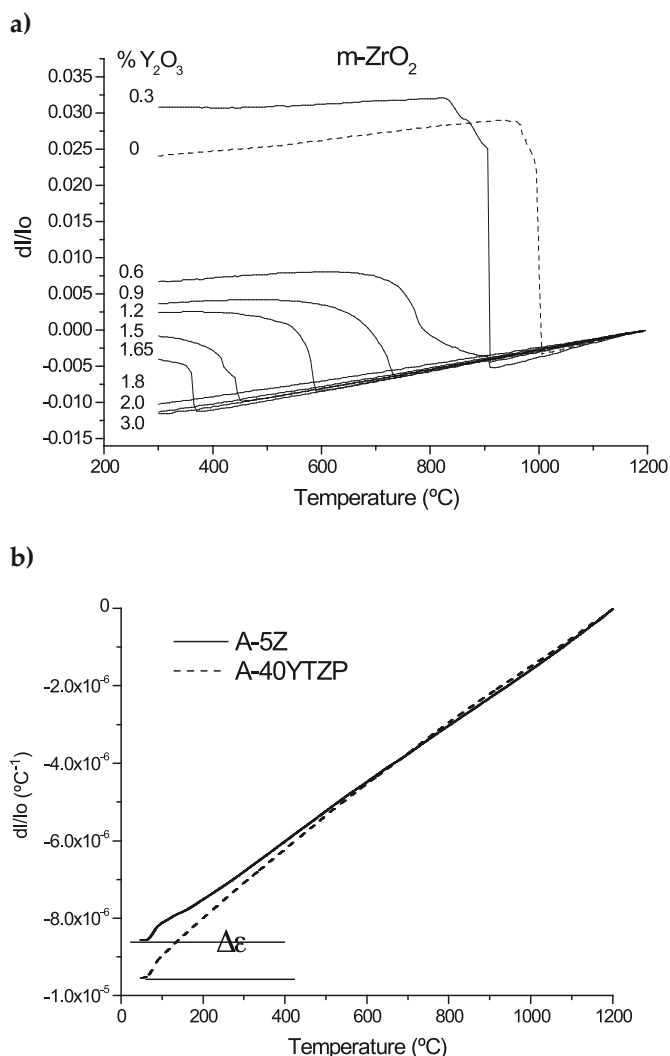 a)
% Y₂O₃
m-ZrO₂
0.035
0.030
0.025
0.020
0.015
0.010
0.005
0.000
-0.005
-0.010
-0.015
0.3
0
0.6
0.9
1.2
1.5
1.65
1.8
2.0
3.0
dl/lo
200 400 600 800 1000 1200
Temperature (ºC)
b)
A-5Z
A-40YTZP
0
-2.0x10⁻⁶
-4.0x10⁻⁶
-6.0x10⁻⁶
-8.0x10⁻⁶
-1.0x10⁻⁵
dl/lo (ºC⁻¹)
Δε
0 200 400 600 800 1000 1200
Temperature (ºC)